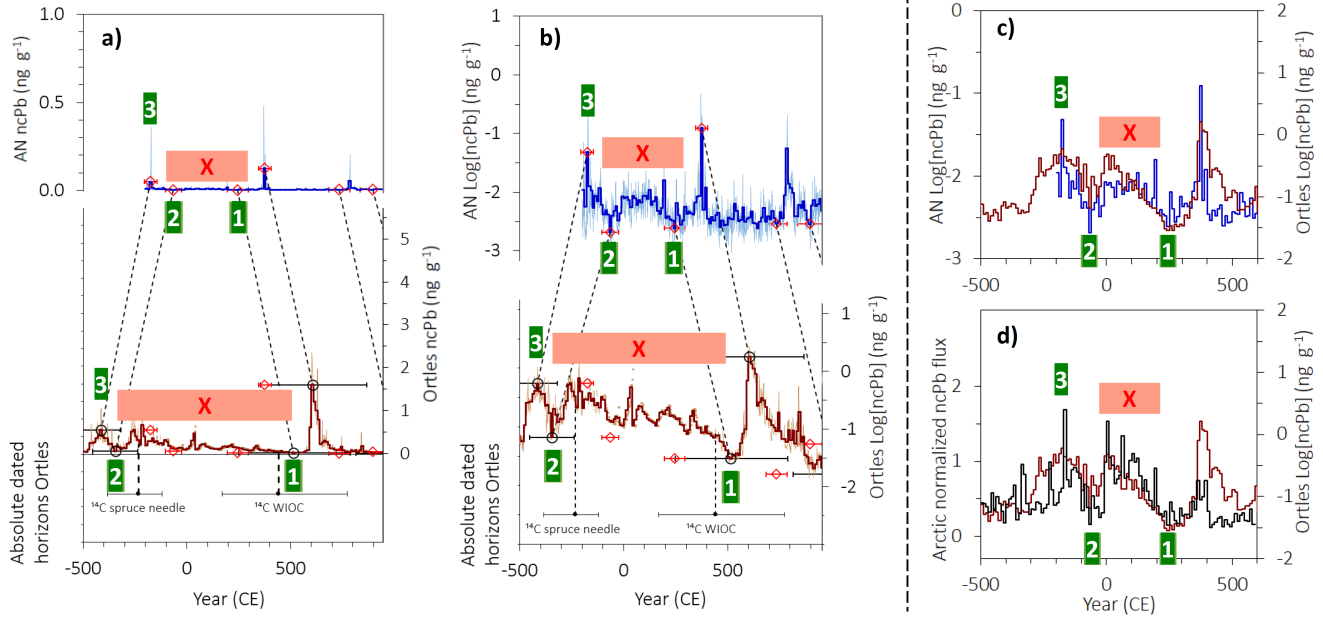 a)
AN ncPb (ng g⁻¹)
1.0
0.5
0.0
3
X
2
1
Ortles ncPb (ng g⁻¹)
5
4
3
2
1
0
3
X
2
1
Absolute dated
horizons Ortles
¹⁴C spruce needle
¹⁴C WIOC
-500
0
500
Year (CE)
b)
AN Log[ncPb] (ng g⁻¹)
1
0
-1
-2
-3
3
X
2
1
Ortles Log[ncPb] (ng g⁻¹)
1
0
-1
-2
3
X
2
1
Absolute dated
horizons Ortles
¹⁴C spruce needle
¹⁴C WIOC
-500
0
500
Year (CE)
c)
AN Log[ncPb] (ng g⁻¹)
0
-1
-2
-3
3
X
2
1
Ortles Log[ncPb] (ng g⁻¹)
2
1
0
-1
-2
-500
0
500
d)
Arctic normalized ncPb flux
2
1
0
3
X
2
1
Ortles Log[ncPb] (ng g⁻¹)
2
1
0
-1
-2
-500
0
500
Year (CE)